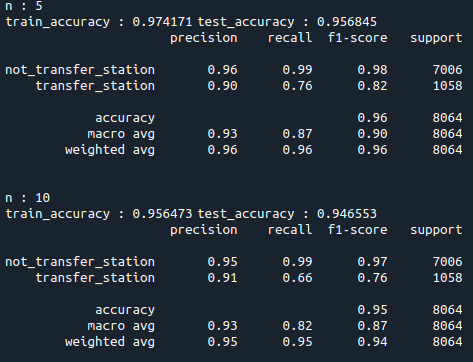 n : 5
train_accuracy : 0.974171 test_accuracy : 0.956845
precision recall f1-score support
not_transfer_station 0.96 0.99 0.98 7006
transfer_station 0.90 0.76 0.82 1058
accuracy 0.96 8064
macro avg 0.93 0.87 0.90 8064
weighted avg 0.96 0.96 0.96 8064
n : 10
train_accuracy : 0.956473 test_accuracy : 0.946553
precision recall f1-score support
not_transfer_station 0.95 0.99 0.97 7006
transfer_station 0.91 0.66 0.76 1058
accuracy 0.95 8064
macro avg 0.93 0.82 0.87 8064
weighted avg 0.95 0.95 0.94 8064